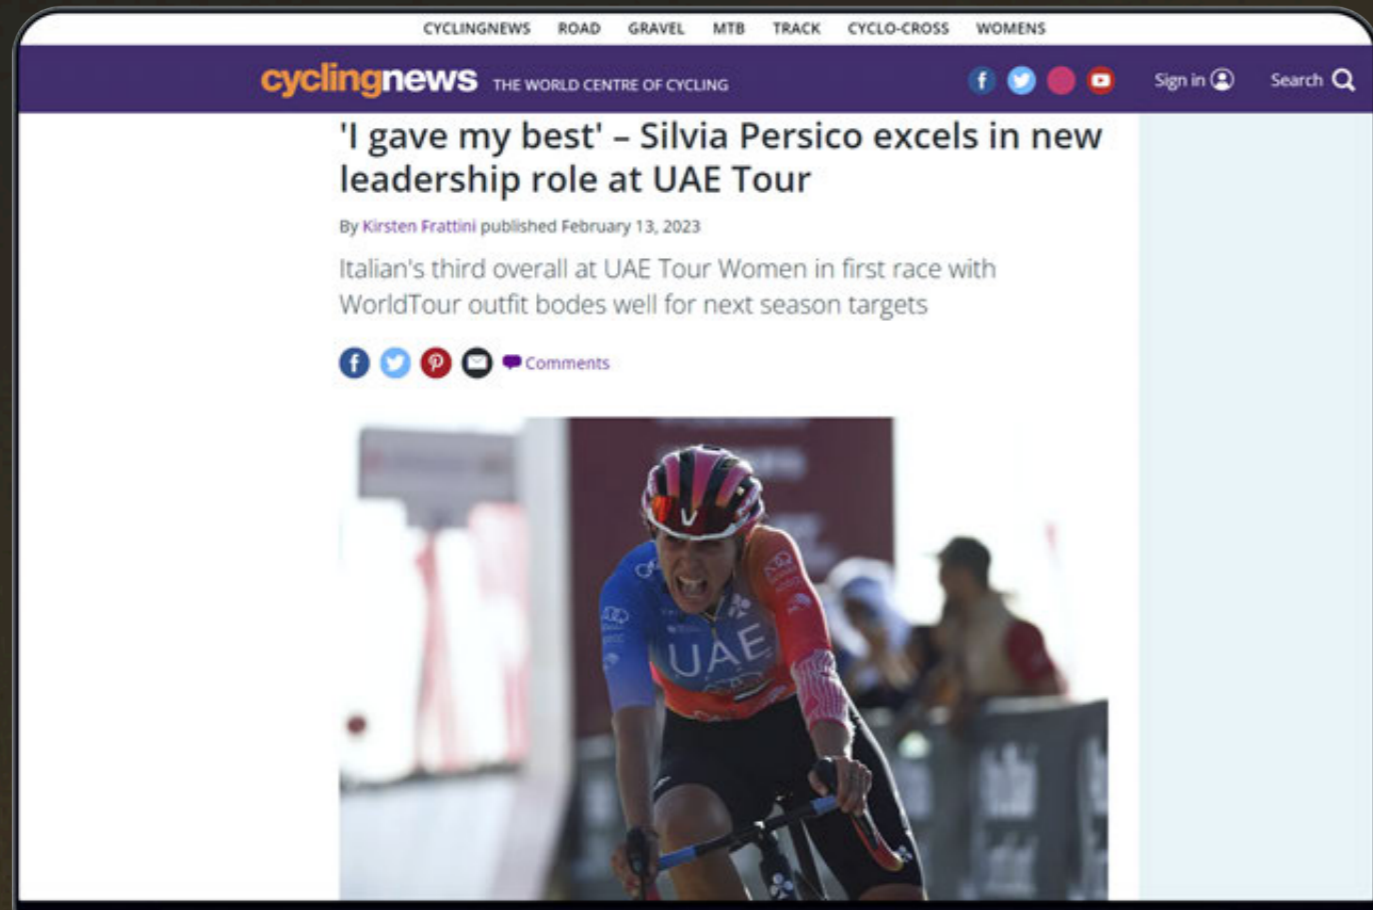 CYCLINGNEWS ROAD GRAVEL MTB TRACK CYCLO-CROSS WOMENS
cyclingnews THE WORLD CENTRE OF CYCLING Sign in Search
'I gave my best' – Silvia Persico excels in new
leadership role at UAE Tour
By Kirsten Frattini published February 13, 2023
Italian's third overall at UAE Tour Women in first race with
WorldTour outfit bodes well for next season targets
Comments
UAE